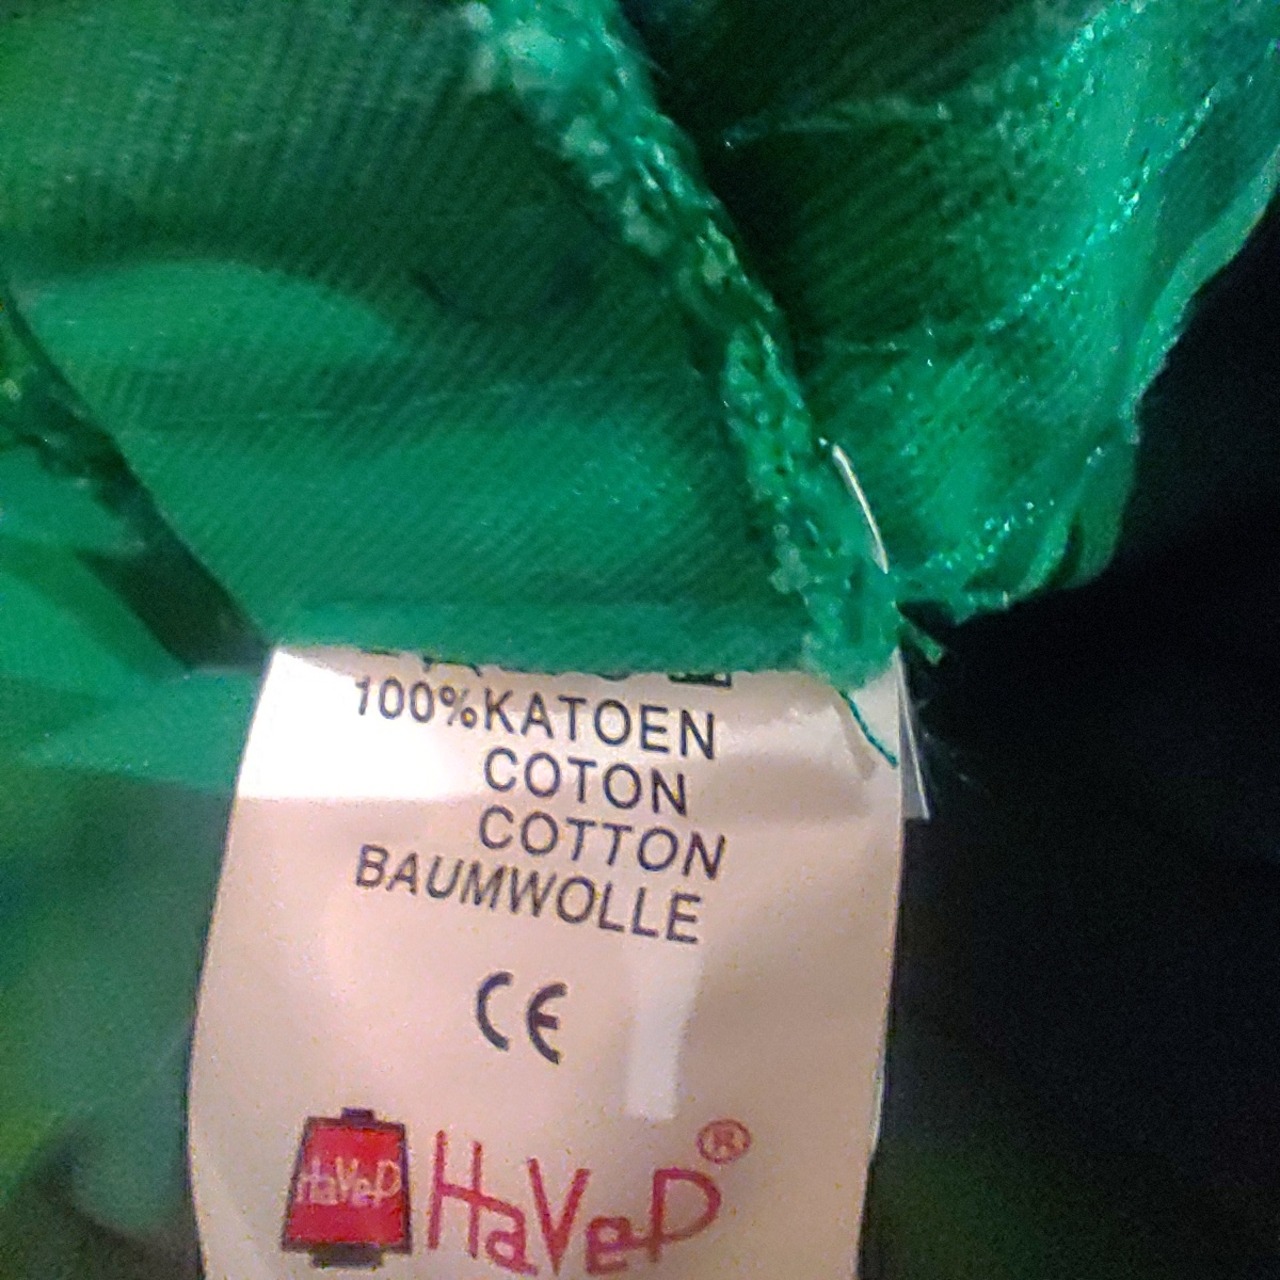 100%KATOEN
COTON
COTTON
BAUMWOLLE
CE
HaVeP HaVeP®